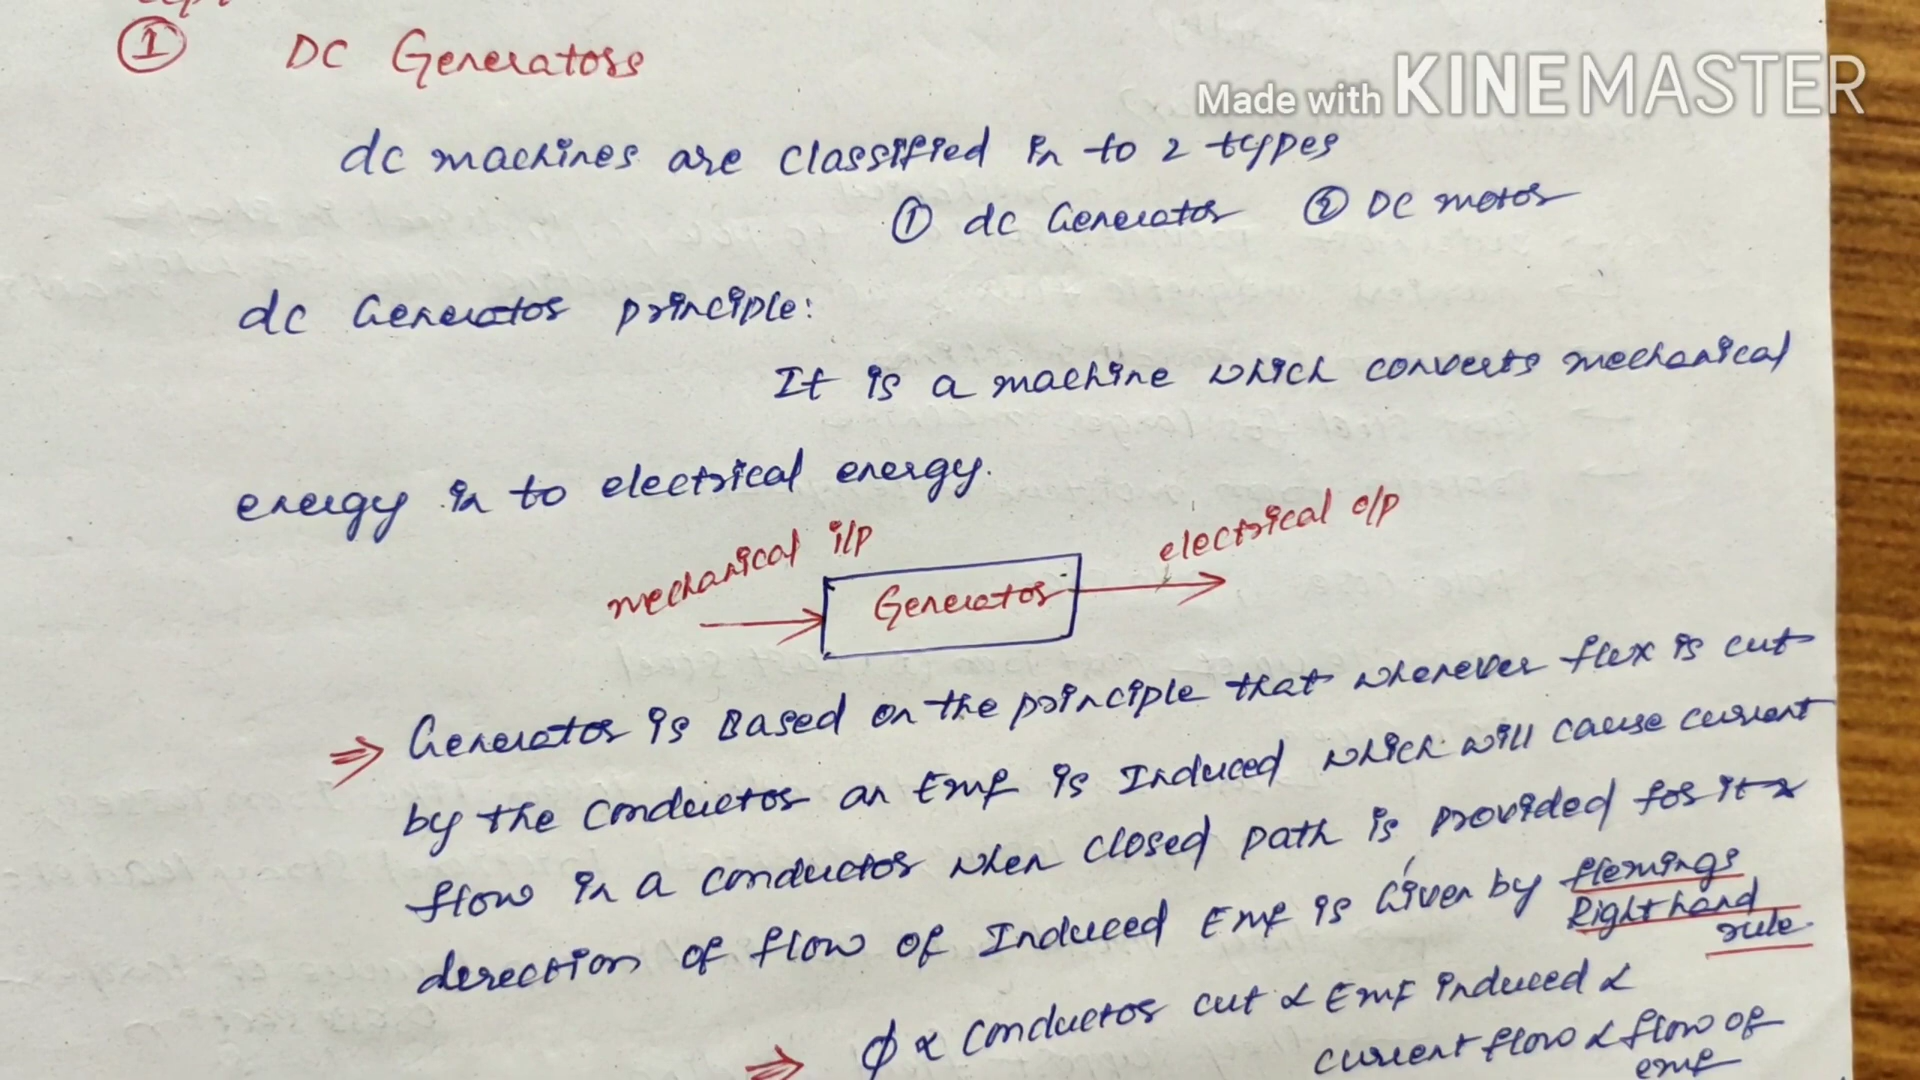 ① DC Generators
Made with KINEMASTER
dc machines are classified in to 2 types
① dc Generator ② DC motor
dc Generator principle:
It is a machine which converts mechanical
energy in to electrical energy.
mechanical i/p
electrical o/p
Generator
⇒ Generator is Based on the principle that whenever flux is cut
by the conductor an Emf is Induced which will cause current
flow in a conductor when closed path is provided for it &
derection of flow of Induced Emf is Given by flemings
Right hand
rule.
⇒ ϕ ∝ conductor cut ∝ Emf induced ∝
current flow ∝ flow of
emf